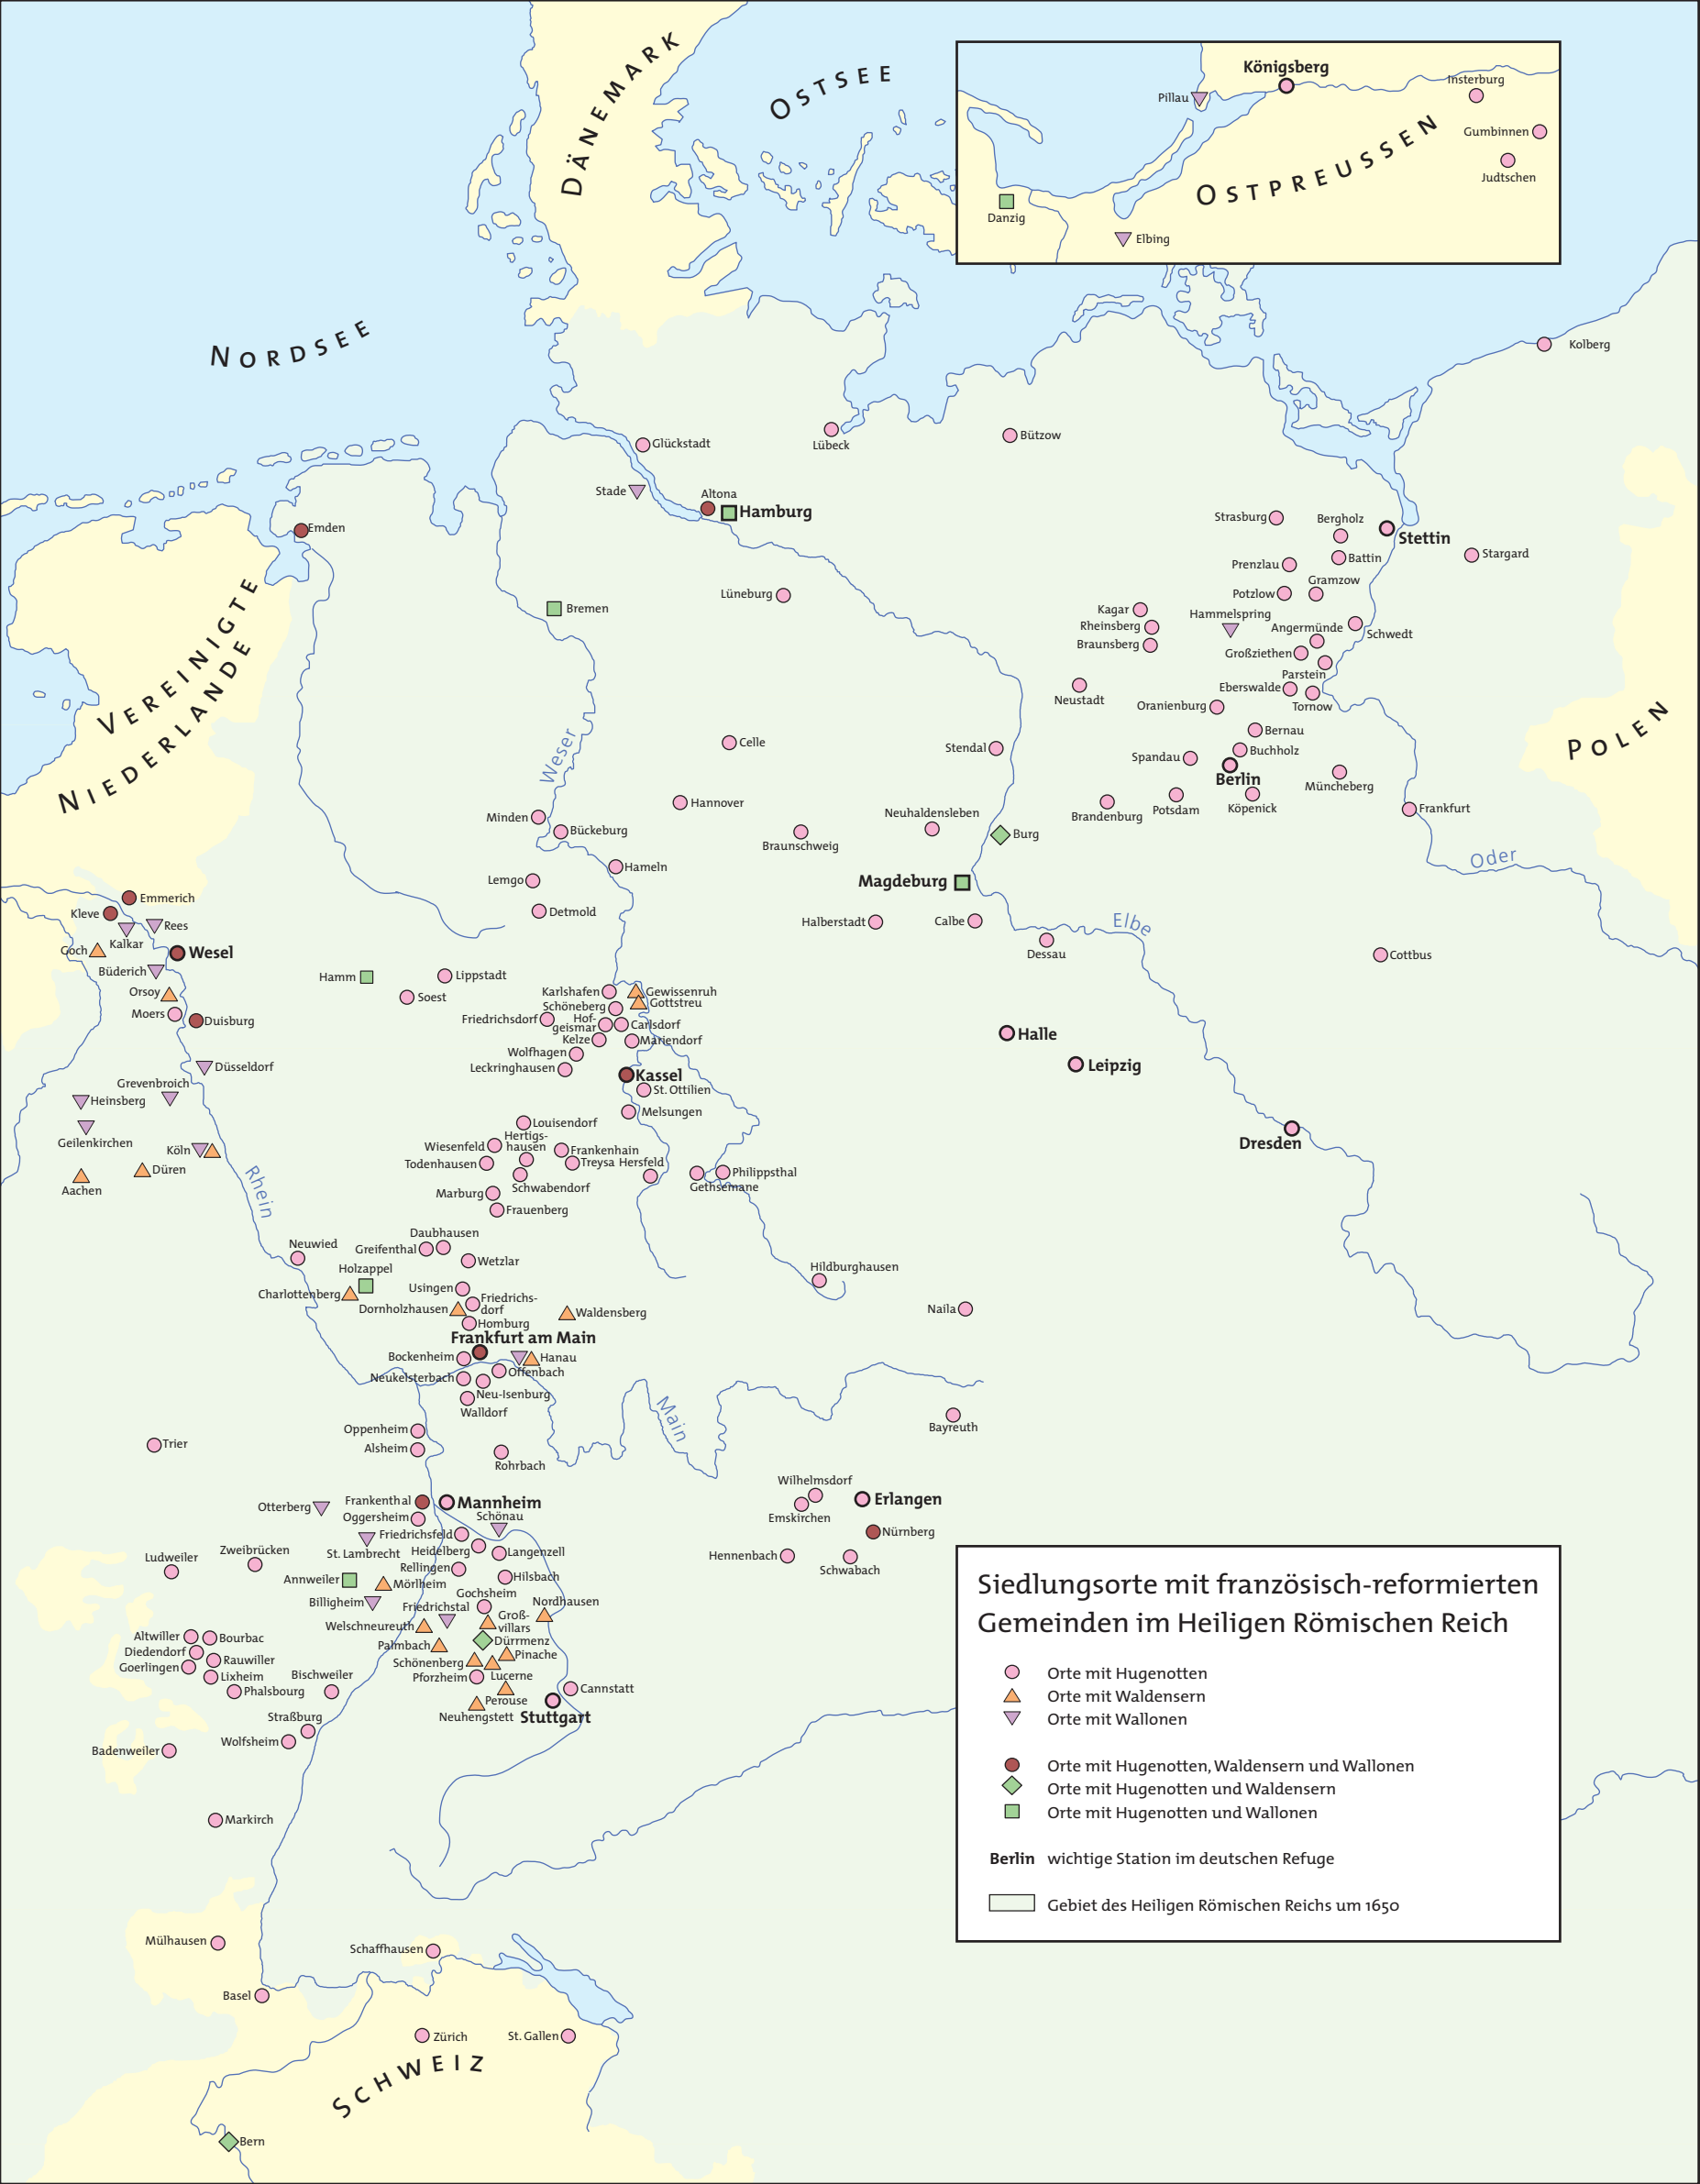 DÄNEMARK
OSTSEE
NORDSEE
Königsberg
Pillau
Insterburg
Gumbinnen
Judtschen
OSTPREUSSEN
Danzig
Elbing
Kolberg
Glückstadt
Lübeck
Bützow
Stade
Altona
Hamburg
Emden
Strasburg
Bergholz
Stettin
Battin
Stargard
Prenzlau
Gramzow
Potzlow
Lüneburg
Bremen
Kagar
Rheinsberg
Braunsberg
Hammelspring
Angermünde
Schwedt
Großziethen
Parstein
Eberswalde
Tornow
Neustadt
Oranienburg
VEREINIGTE
NIEDERLANDE
POLEN
Weser
Celle
Stendal
Bernau
Buchholz
Spandau
Berlin
Müncheberg
Hannover
Minden
Bückeburg
Braunschweig
Neuhaldensleben
Burg
Brandenburg
Potsdam
Köpenick
Frankfurt
Oder
Hameln
Lemgo
Magdeburg
Detmold
Halberstadt
Calbe
Elbe
Dessau
Cottbus
Emmerich
Kleve
Rees
Kalkar
Goch
Wesel
Büderich
Orsoy
Moers
Duisburg
Hamm
Lippstadt
Soest
Karlshafen
Gewissenruh
Gottstreu
Schöneberg
Friedrichsdorf
Hof-
geismar
Carlsdorf
Kelze
Mariendorf
Wolfhagen
Leckringhausen
Kassel
St. Ottilien
Melsungen
Halle
Leipzig
Dresden
Düsseldorf
Grevenbroich
Heinsberg
Geilenkirchen
Köln
Düren
Aachen
Rhein
Louisendorf
Hertigs-
hausen
Wiesenfeld
Frankenhain
Todenhausen
Treysa
Hersfeld
Schwabendorf
Philippsthal
Gethsemane
Marburg
Frauenberg
Daubhausen
Greifenthal
Wetzlar
Neuwied
Holzappel
Charlottenberg
Usingen
Friedrichs-
dorf
Dornholzhausen
Homburg
Waldensberg
Hildburghausen
Naila
Frankfurt am Main
Bockenheim
Hanau
Offenbach
Neukelsterbach
Neu-Isenburg
Walldorf
Main
Bayreuth
Oppenheim
Alsheim
Trier
Rohrbach
Wilhelmsdorf
Emskirchen
Erlangen
Nürnberg
Hennenbach
Schwabach
Otterberg
Frankenthal
Mannheim
Oggersheim
Schönau
St. Lambrecht
Friedrichsfeld
Heidelberg
Langenzell
Ludweiler
Zweibrücken
Rellingen
Hilsbach
Annweiler
Mörlheim
Gochsheim
Billigheim
Friedrichstal
Nordhausen
Groß-
villars
Welschneureuth
Dürrmenz
Palmbach
Pinache
Schönenberg
Lucerne
Pforzheim
Perouse
Neuhengstett
Cannstatt
Stuttgart
Altwiller
Bourbac
Diedendorf
Rauwiller
Goerlingen
Lixheim
Phalsbourg
Bischweiler
Straßburg
Wolfsheim
Badenweiler
Markirch
Mülhausen
Schaffhausen
Basel
Zürich
St. Gallen
SCHWEIZ
Bern
Siedlungsorte mit französisch-reformierten
Gemeinden im Heiligen Römischen Reich
Orte mit Hugenotten
Orte mit Waldensern
Orte mit Wallonen
Orte mit Hugenotten, Waldensern und Wallonen
Orte mit Hugenotten und Waldensern
Orte mit Hugenotten und Wallonen
Berlin wichtige Station im deutschen Refuge
Gebiet des Heiligen Römischen Reichs um 1650